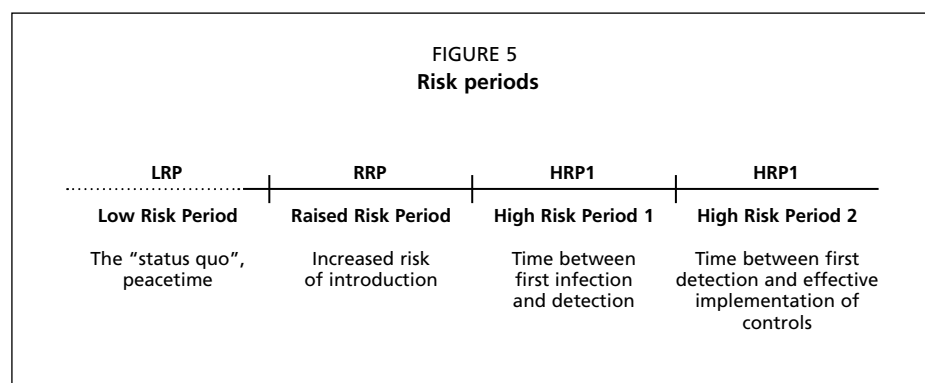 FIGURE 5
Risk periods
LRP RRP HRP1 HRP1
Low Risk Period Raised Risk Period High Risk Period 1 High Risk Period 2
The “status quo”,
peacetime
Increased risk
of introduction
Time between
first infection
and detection
Time between first
detection and effective
implementation of
controls